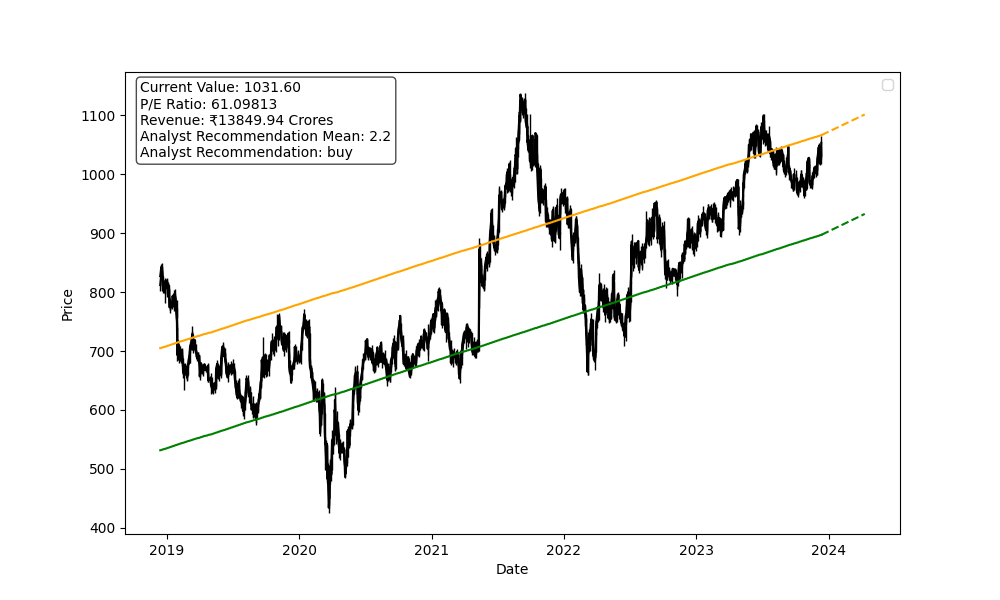 Current Value: 1031.60
P/E Ratio: 61.09813
Revenue: ₹13849.94 Crores
Analyst Recommendation Mean: 2.2
Analyst Recommendation: buy
1100
1000
900
800
700
600
500
400
Price
2019 2020 2021 2022 2023 2024
Date